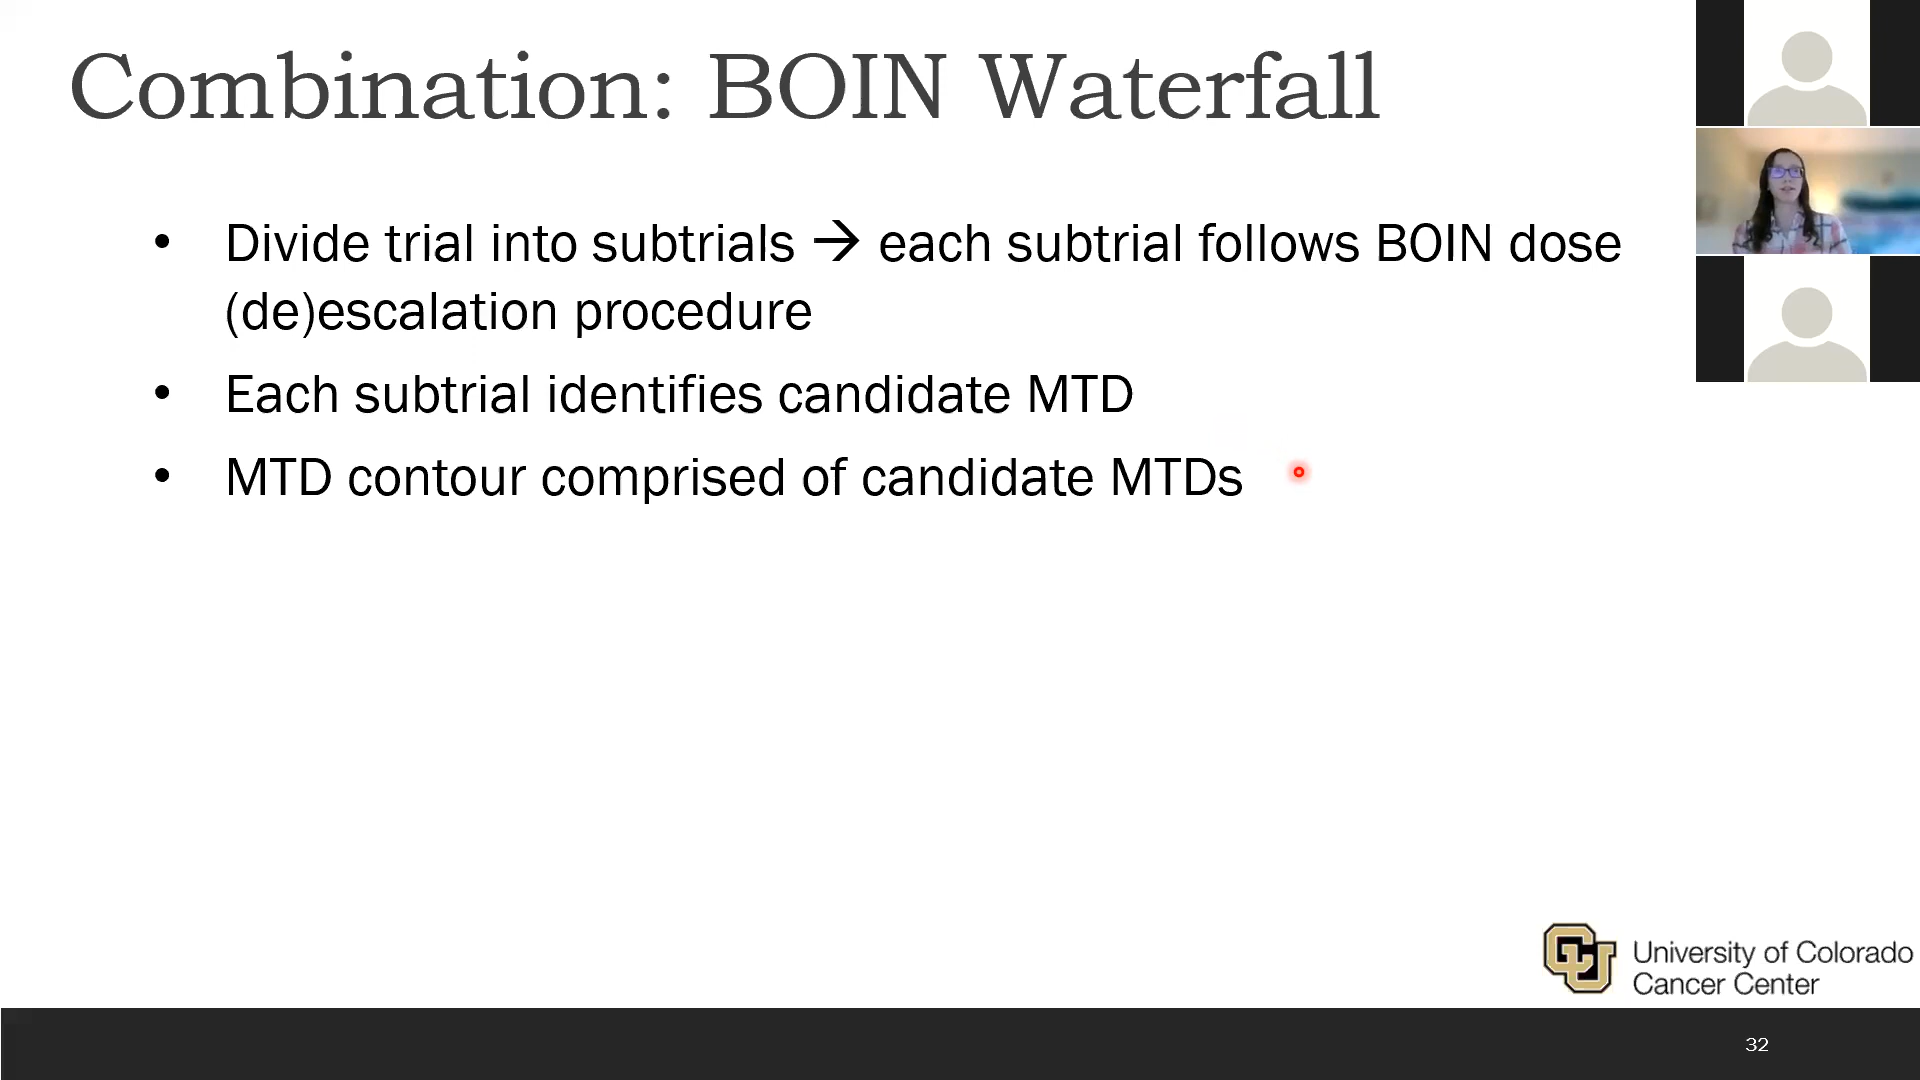 Combination: BOIN Waterfall
• Divide trial into subtrials → each subtrial follows BOIN dose
(de)escalation procedure
• Each subtrial identifies candidate MTD
• MTD contour comprised of candidate MTDs
CU
University of Colorado
Cancer Center
32